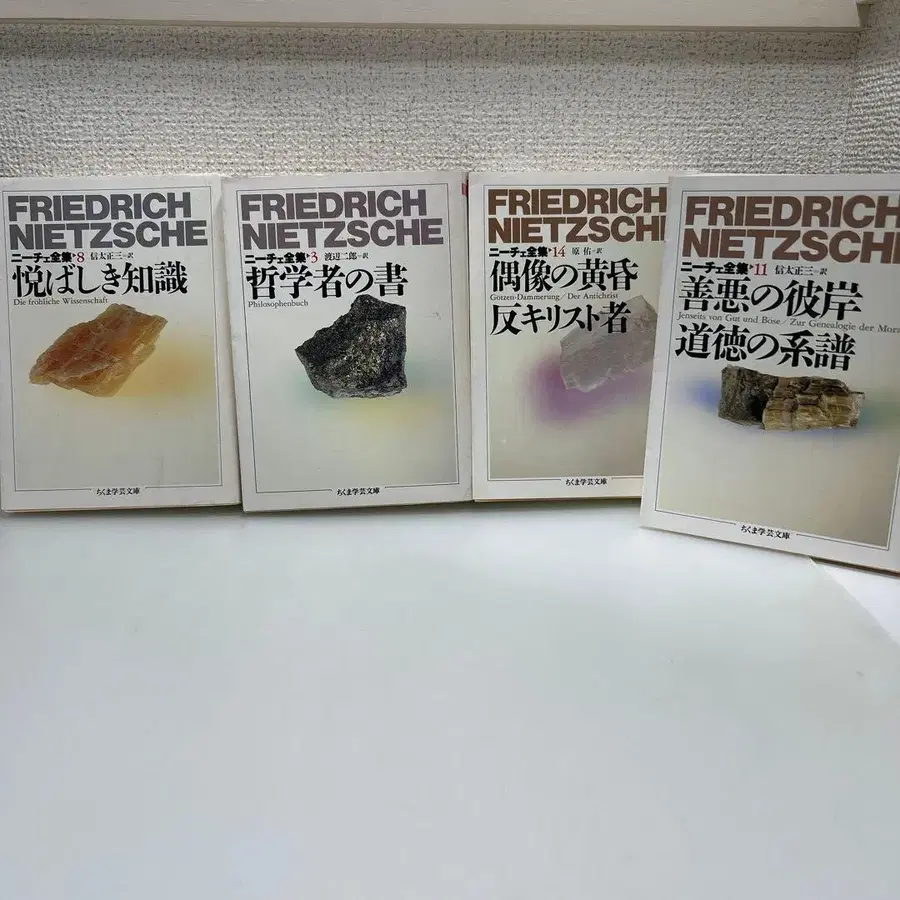 FRIEDRICH
NIETZSCHE
ニーチェ全集 8 信太正三 訳
悦ばしき知識
Die fröhliche Wissenschaft
ちくま学芸文庫
FRIEDRICH
NIETZSCHE
ニーチェ全集 3 渡辺二郎 訳
哲学者の書
Philosophenbuch
ちくま学芸文庫
FRIEDRICH
NIETZSCHE
ニーチェ全集 14 原佑 訳
偶像の黄昏
Götzen-Dämmerung/Der Antichrist
反キリスト者
ちくま学芸文庫
FRIEDRICH
NIETZSCHE
ニーチェ全集 11 信太正三 訳
善悪の彼岸
Jenseits von Gut und Böse/Zur Genealogie der Mora
道徳の系譜
ちくま学芸文庫